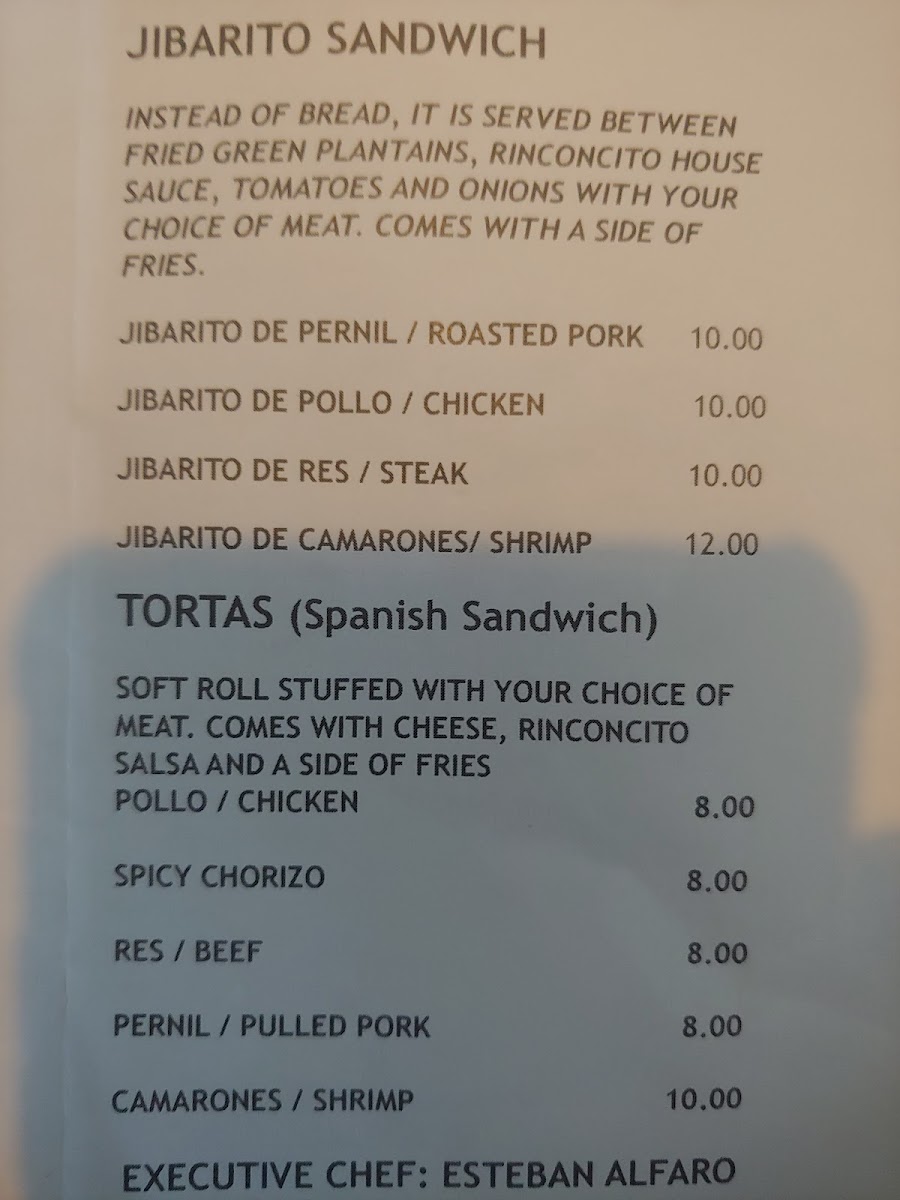 JIBARITO SANDWICH
INSTEAD OF BREAD, IT IS SERVED BETWEEN
FRIED GREEN PLANTAINS, RINCONCITO HOUSE
SAUCE, TOMATOES AND ONIONS WITH YOUR
CHOICE OF MEAT. COMES WITH A SIDE OF
FRIES.
JIBARITO DE PERNIL / ROASTED PORK 10.00
JIBARITO DE POLLO / CHICKEN 10.00
JIBARITO DE RES / STEAK 10.00
JIBARITO DE CAMARONES/ SHRIMP 12.00
TORTAS (Spanish Sandwich)
SOFT ROLL STUFFED WITH YOUR CHOICE OF
MEAT. COMES WITH CHEESE, RINCONCITO
SALSA AND A SIDE OF FRIES
POLLO / CHICKEN 8.00
SPICY CHORIZO 8.00
RES / BEEF 8.00
PERNIL / PULLED PORK 8.00
CAMARONES / SHRIMP 10.00
EXECUTIVE CHEF: ESTEBAN ALFARO